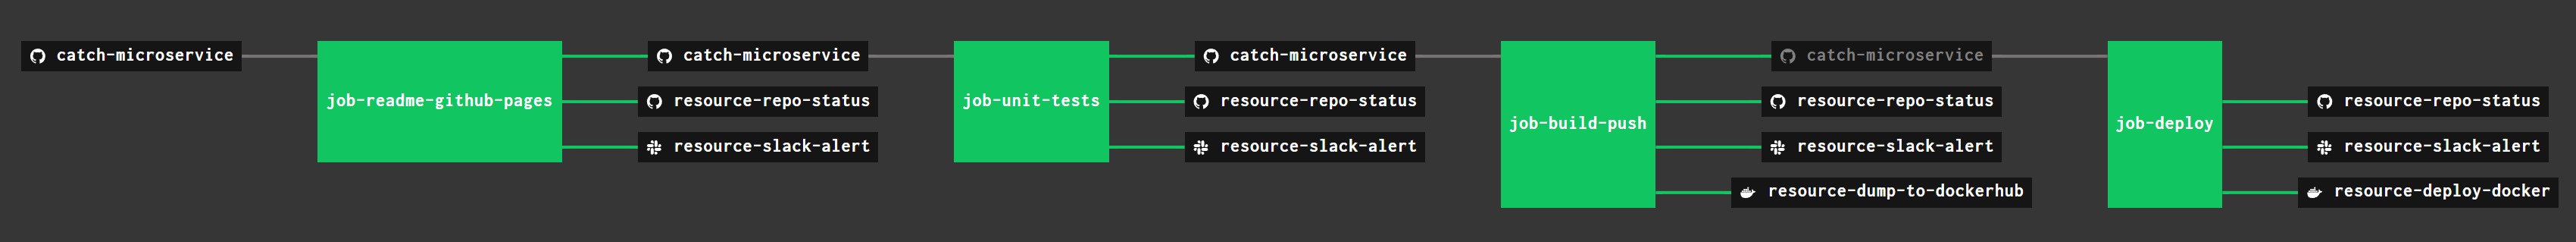 catch-microservice
job-readme-github-pages
catch-microservice
resource-repo-status
resource-slack-alert
job-unit-tests
catch-microservice
resource-repo-status
resource-slack-alert
job-build-push
catch-microservice
resource-repo-status
resource-slack-alert
resource-dump-to-dockerhub
job-deploy
resource-repo-status
resource-slack-alert
resource-deploy-docker